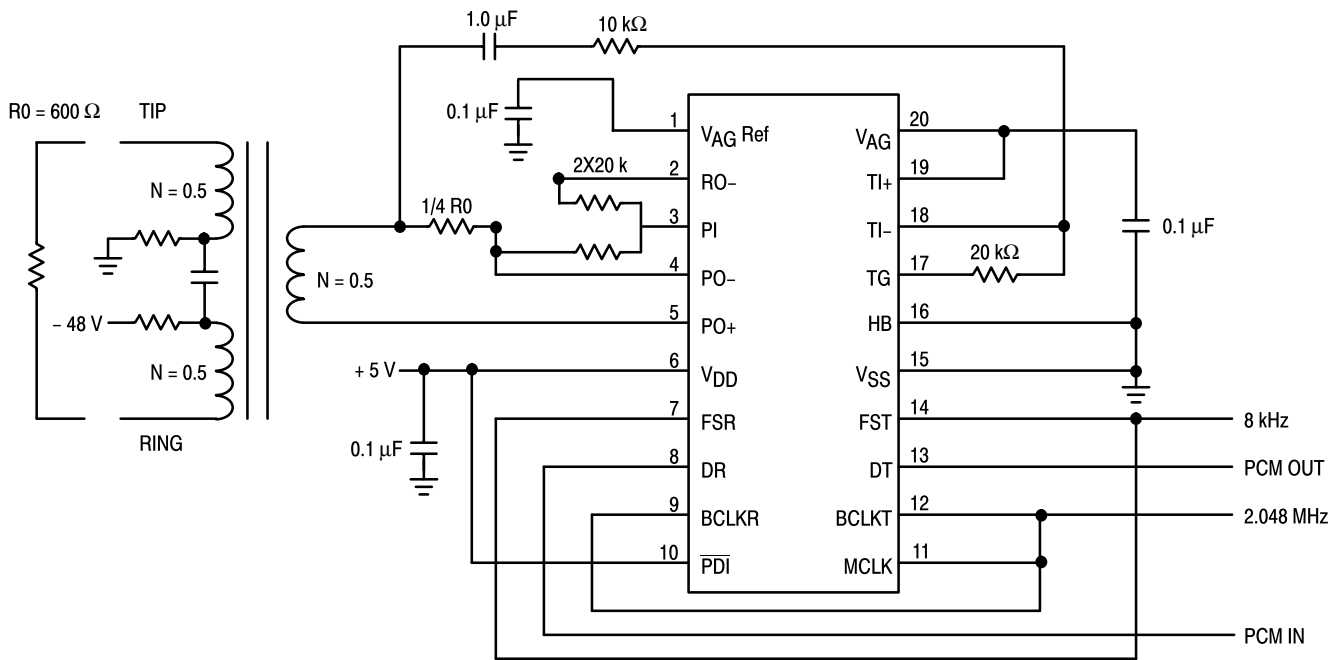 1.0 μF
10 kΩ
R0 = 600 Ω
TIP
0.1 μF
1
VAG Ref
VAG
20
2X20 k
2
RO–
TI+
19
N = 0.5
1/4 R0
3
PI
TI–
18
0.1 μF
20 kΩ
4
PO–
TG
17
N = 0.5
– 48 V
5
PO+
HB
16
N = 0.5
+ 5 V
6
VDD
VSS
15
7
FSR
FST
14
8 kHz
RING
0.1 μF
8
DR
DT
13
PCM OUT
9
BCLKR
BCLKT
12
2.048 MHz
10
PDI
MCLK
11
PCM IN